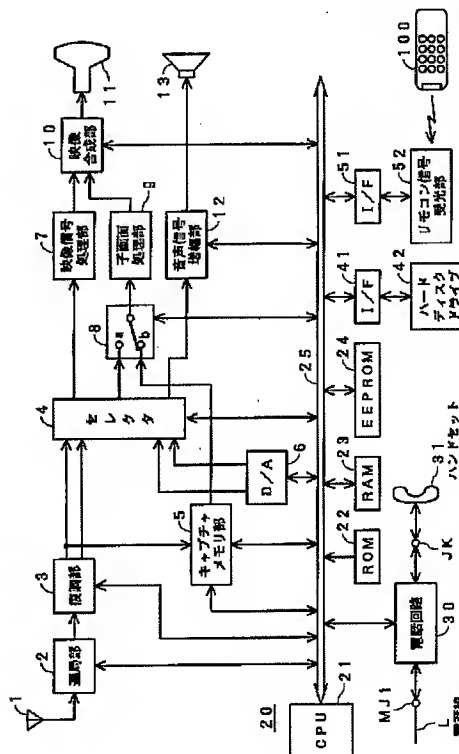 1
2
選局部
3
復調部
4
セレクタ
5
キャプチャ
メモリ部
6
D/A
7
映像信号
処理部
8
a
b
9
子画面
処理部
10
映像
合成部
11
12
音声信号
増幅部
13
20
21
CPU
22
ROM
23
RAM
24
EEPROM
25
41
I/F
42
ハード
ディスク
ドライブ
51
I/F
52
リモコン信号
受光部
100
MJ1
L
電話線
30
電話回路
JK
31
ハンドセット